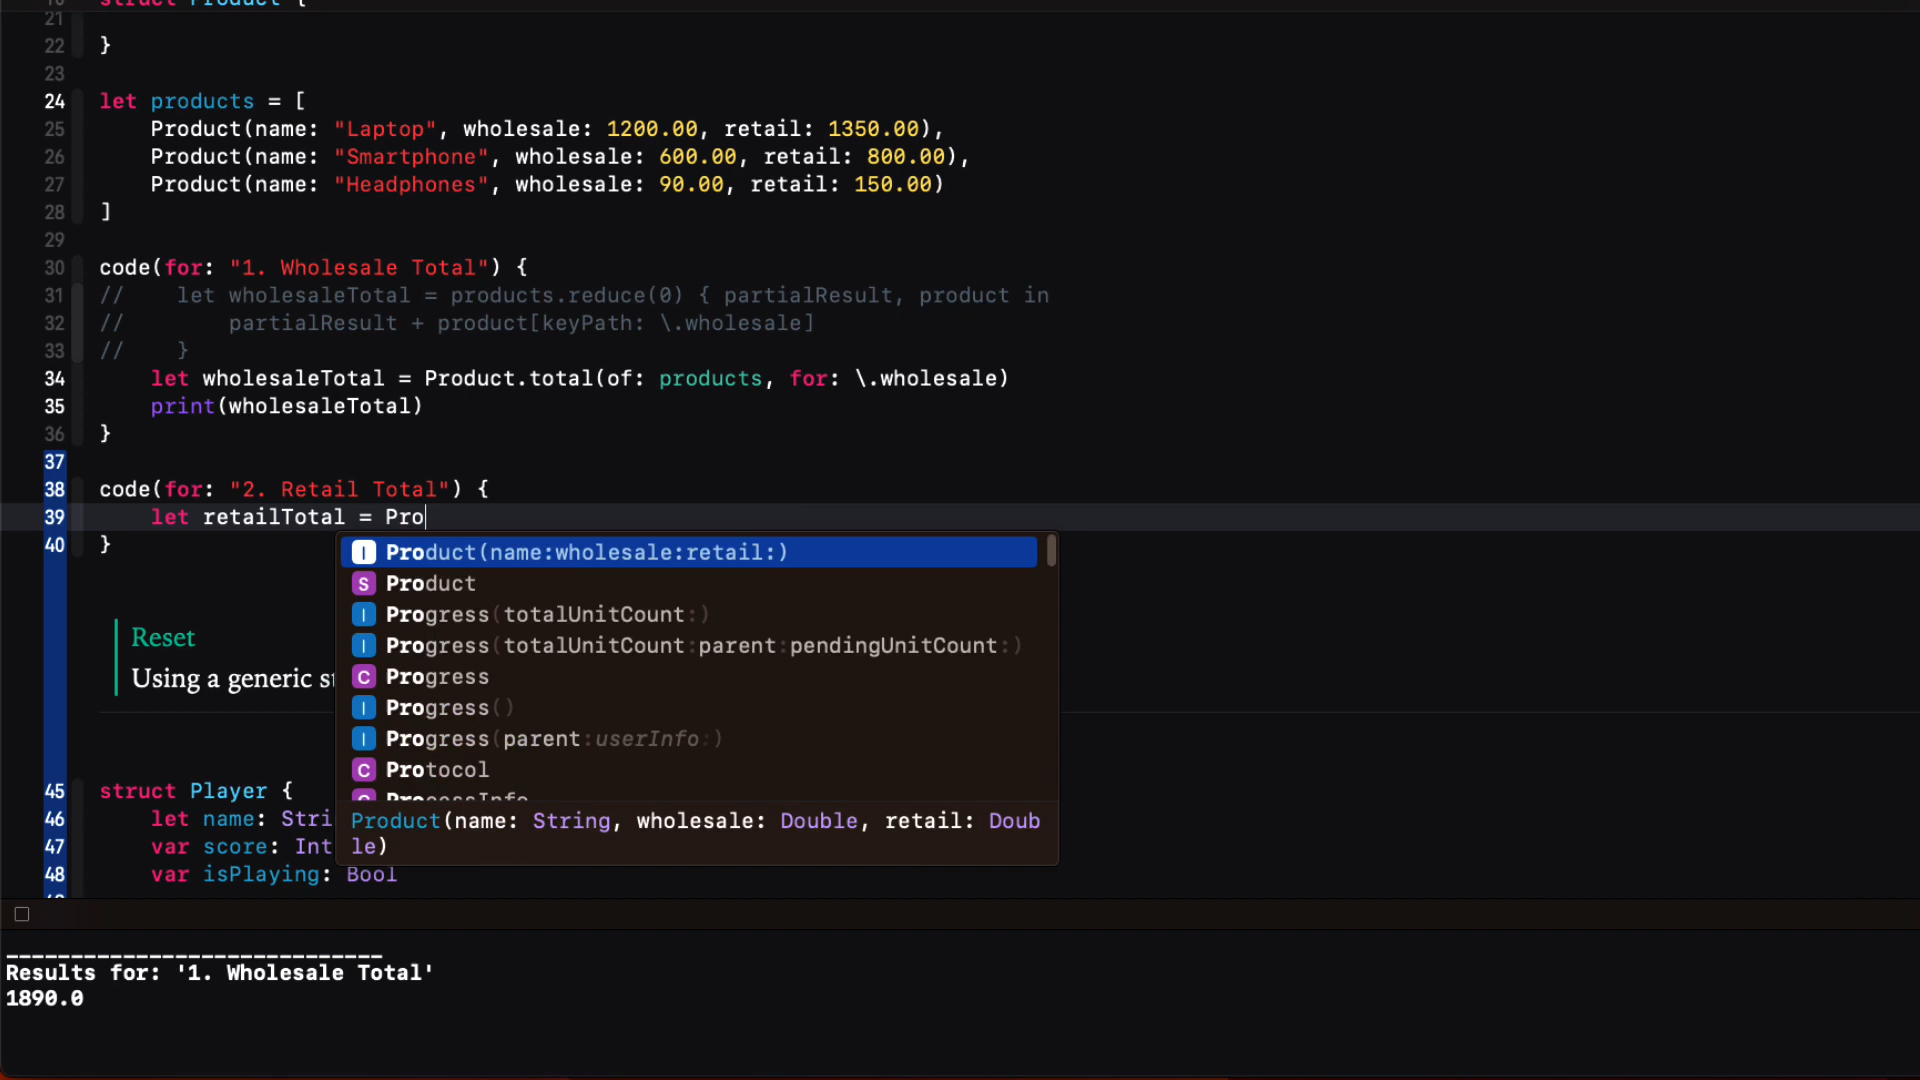 struct Product {
21
22 }
23
24 let products = [
25 Product(name: "Laptop", wholesale: 1200.00, retail: 1350.00),
26 Product(name: "Smartphone", wholesale: 600.00, retail: 800.00),
27 Product(name: "Headphones", wholesale: 90.00, retail: 150.00)
28 ]
29
30 code(for: "1. Wholesale Total") {
31 // let wholesaleTotal = products.reduce(0) { partialResult, product in
32 // partialResult + product[keyPath: \.wholesale]
33 // }
34 let wholesaleTotal = Product.total(of: products, for: \.wholesale)
35 print(wholesaleTotal)
36 }
37
38 code(for: "2. Retail Total") {
39 let retailTotal = Pro
40 }
I Product(name:wholesale:retail:)
S Product
I Progress(totalUnitCount:)
I Progress(totalUnitCount:parent:pendingUnitCount:)
C Progress
I Progress()
I Progress(parent:userInfo:)
C Protocol
C ProcessInfo
Product(name: String, wholesale: Double, retail: Doub
le)
Reset
Using a generic
45 struct Player {
46 let name: Stri
47 var score: Int
48 var isPlaying: Bool
Results for: '1. Wholesale Total'
1890.0